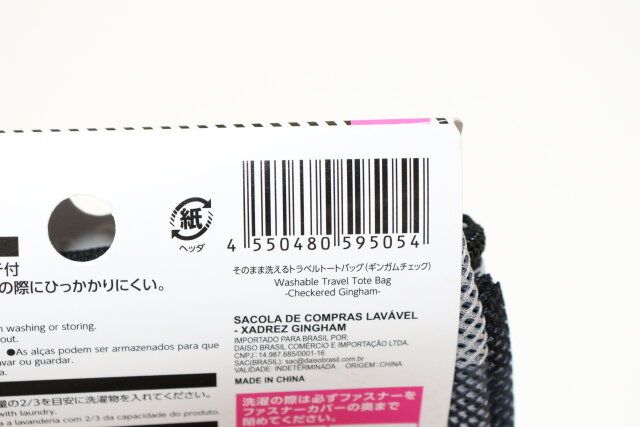 紙
ヘッダ
4 550480 595054
そのまま洗えるトラベルトートバッグ(ギンガムチェック)
Washable Travel Tote Bag
-Checkered Gingham-
SACOLA DE COMPRAS LAVÁVEL
- XADREZ GINGHAM
IMPORTADO PARA BRASIL POR:
DAISO BRASIL COMÉRCIO E IMPORTAÇÃO LTDA.
CNPJ: 14.987.685/0001-16
SAC(BRASIL): sac@daisobrasil.com.br
VALIDADE: INDETERMINADA ORIGEM:CHINA
MADE IN CHINA
洗濯の際は必ずファスナーを
ファスナーカバーの奥まで
閉めてください。
付
の際にひっかかりにくい。
n washing or storing.
out.
●As alças podem ser armazenados para que
var ou guardar.
量の2/3を目安に洗濯物を入れてください。
with laundry.
a lavanderia com 2/3 da capacidade do produto.